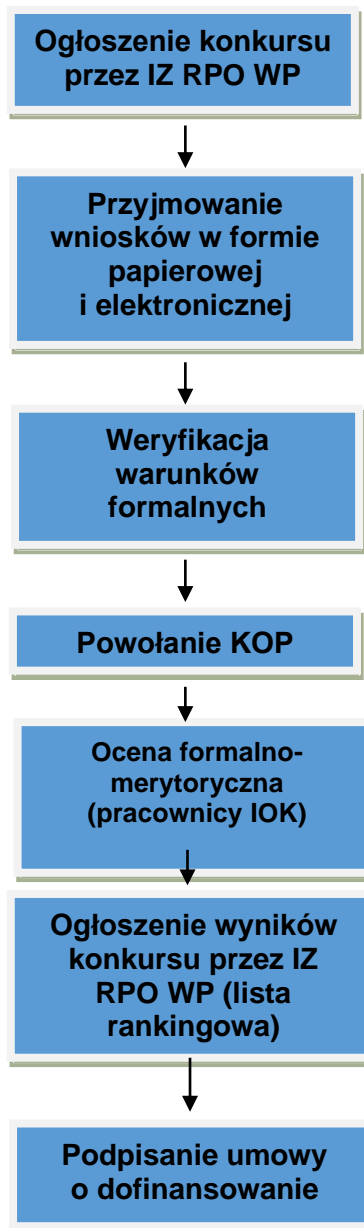 Ogłoszenie konkursu
przez IZ RPO WP
Przyjmowanie
wniosków w formie
papierowej
i elektronicznej
Weryfikacja
warunków
formalnych
Powołanie KOP
Ocena formalno-
merytoryczna
(pracownicy IOK)
Ogłoszenie wyników
konkursu przez IZ
RPO WP (lista
rankingowa)
Podpisanie umowy
o dofinansowanie